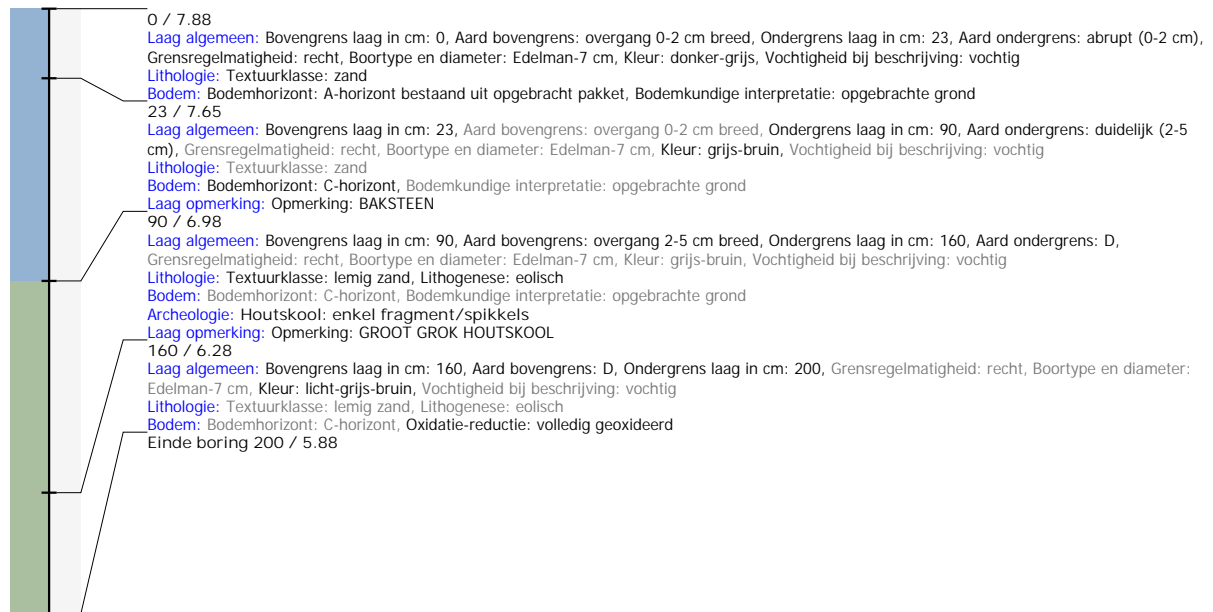 0 / 7.88
Laag algemeen: Bovengrens laag in cm: 0, Aard bovengrens: overgang 0-2 cm breed, Ondergrens laag in cm: 23, Aard ondergrens: abrupt (0-2 cm),
Grensregelmatigheid: recht, Boortype en diameter: Edelman-7 cm, Kleur: donker-grijs, Vochtigheid bij beschrijving: vochtig
Lithologie: Textuurklasse: zand
Bodem: Bodemhorizont: A-horizont bestaand uit opgebracht pakket, Bodemkundige interpretatie: opgebrachte grond
23 / 7.65
Laag algemeen: Bovengrens laag in cm: 23, Aard bovengrens: overgang 0-2 cm breed, Ondergrens laag in cm: 90, Aard ondergrens: duidelijk (2-5
cm), Grensregelmatigheid: recht, Boortype en diameter: Edelman-7 cm, Kleur: grijs-bruin, Vochtigheid bij beschrijving: vochtig
Lithologie: Textuurklasse: zand
Bodem: Bodemhorizont: C-horizont, Bodemkundige interpretatie: opgebrachte grond
Laag opmerking: Opmerking: BAKSTEEN
90 / 6.98
Laag algemeen: Bovengrens laag in cm: 90, Aard bovengrens: overgang 2-5 cm breed, Ondergrens laag in cm: 160, Aard ondergrens: D,
Grensregelmatigheid: recht, Boortype en diameter: Edelman-7 cm, Kleur: grijs-bruin, Vochtigheid bij beschrijving: vochtig
Lithologie: Textuurklasse: lemig zand, Lithogenese: eolisch
Bodem: Bodemhorizont: C-horizont, Bodemkundige interpretatie: opgebrachte grond
Archeologie: Houtskool: enkel fragment/spikkels
Laag opmerking: Opmerking: GROOT GROK HOUTSKOOL
160 / 6.28
Laag algemeen: Bovengrens laag in cm: 160, Aard bovengrens: D, Ondergrens laag in cm: 200, Grensregelmatigheid: recht, Boortype en diameter:
Edelman-7 cm, Kleur: licht-grijs-bruin, Vochtigheid bij beschrijving: vochtig
Lithologie: Textuurklasse: lemig zand, Lithogenese: eolisch
Bodem: Bodemhorizont: C-horizont, Oxidatie-reductie: volledig geoxideerd
Einde boring 200 / 5.88